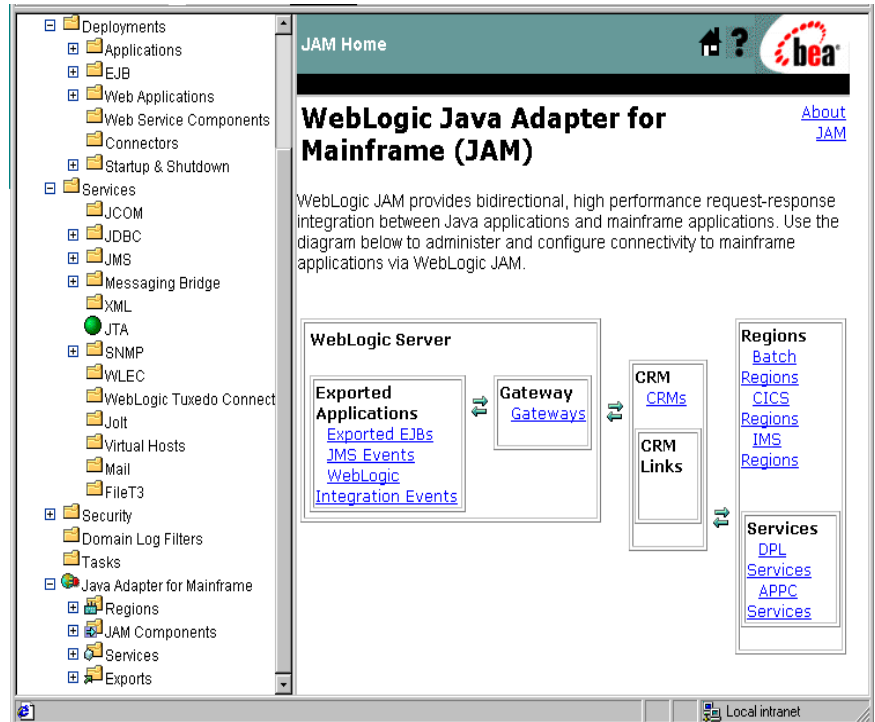 Deployments
Applications
EJB
Web Applications
Web Service Components
Connectors
Startup & Shutdown
Services
JCOM
JDBC
JMS
Messaging Bridge
XML
JTA
SNMP
WLEC
WebLogic Tuxedo Connect
Jolt
Virtual Hosts
Mail
FileT3
Security
Domain Log Filters
Tasks
Java Adapter for Mainframe
Regions
JAM Components
Services
Exports
JAM Home
?
bea
WebLogic Java Adapter for
Mainframe (JAM)
About
JAM
WebLogic JAM provides bidirectional, high performance request-response
integration between Java applications and mainframe applications. Use the
diagram below to administer and configure connectivity to mainframe
applications via WebLogic JAM.
WebLogic Server
Exported
Applications
Exported EJBs
JMS Events
WebLogic
Integration Events
Gateway
Gateways
CRM
CRMs
CRM
Links
Regions
Batch
Regions
CICS
Regions
IMS
Regions
Services
DPL
Services
APPC
Services
Local intranet